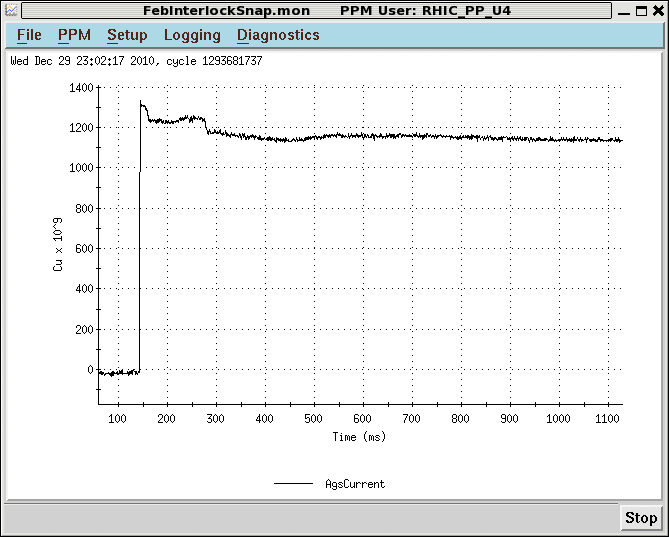 FebInterlockSnap.mon PPM User: RHIC_PP_U4
File PPM Setup Logging Diagnostics
Wed Dec 29 23:02:17 2010, cycle 1293681737
1400
1200
1000
800
600
400
200
0
Cu x 10^9
100 200 300 400 500 600 700 800 900 1000 1100
Time (ms)
AgsCurrent
Stop